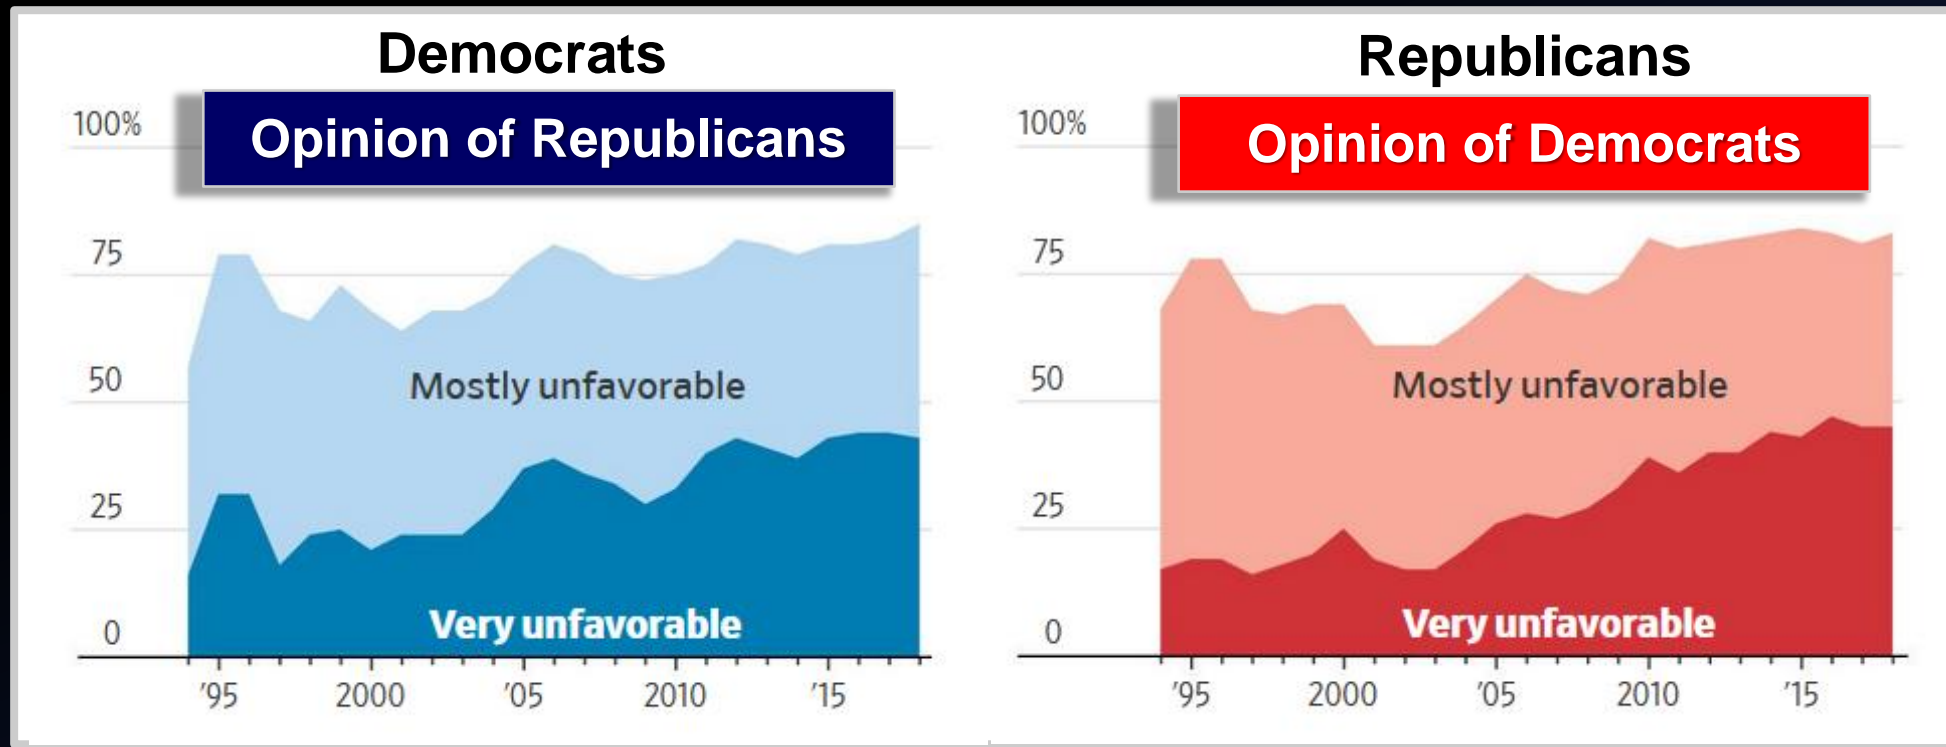 Democrats
Opinion of Republicans
100%
75
50
25
0
Mostly unfavorable
Very unfavorable
'95 2000 '05 2010 '15
Republicans
Opinion of Democrats
100%
75
50
25
0
Mostly unfavorable
Very unfavorable
'95 2000 '05 2010 '15